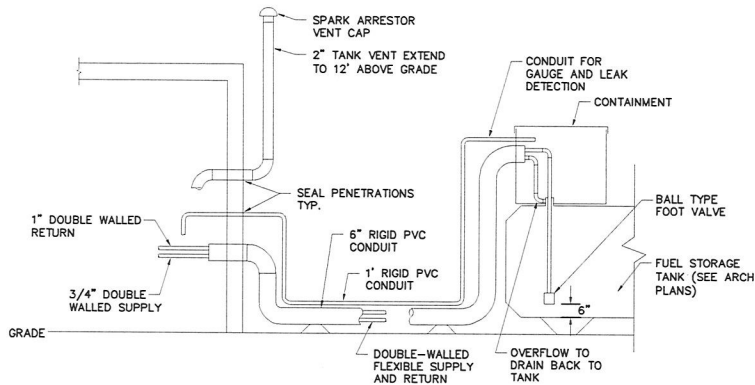 SPARK ARRESTOR
VENT CAP
2" TANK VENT EXTEND
TO 12' ABOVE GRADE
CONDUIT FOR
GAUGE AND LEAK
DETECTION
CONTAINMENT
SEAL PENETRATIONS
TYP.
BALL TYPE
FOOT VALVE
1" DOUBLE WALLED
RETURN
6" RIGID PVC
CONDUIT
FUEL STORAGE
TANK (SEE ARCH
PLANS)
1' RIGID PVC
CONDUIT
3/4" DOUBLE
WALLED SUPPLY
6"
GRADE
DOUBLE-WALLED
FLEXIBLE SUPPLY
AND RETURN
OVERFLOW TO
DRAIN BACK TO
TANK